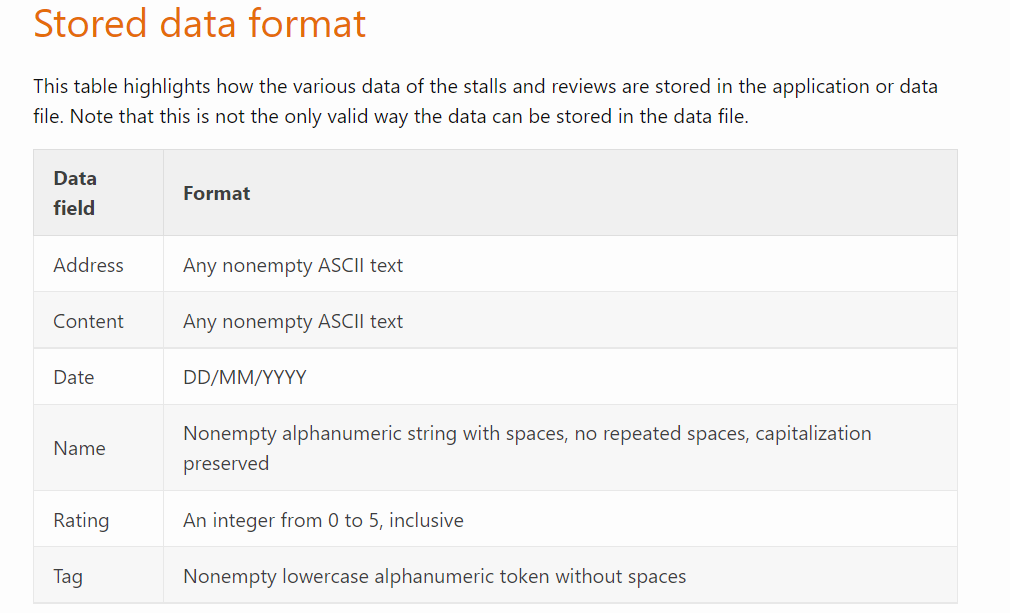 Stored data format
This table highlights how the various data of the stalls and reviews are stored in the application or data
file. Note that this is not the only valid way the data can be stored in the data file.
Data
field
Format
Address
Any nonempty ASCII text
Content
Any nonempty ASCII text
Date
DD/MM/YYYY
Name
Nonempty alphanumeric string with spaces, no repeated spaces, capitalization
preserved
Rating
An integer from 0 to 5, inclusive
Tag
Nonempty lowercase alphanumeric token without spaces